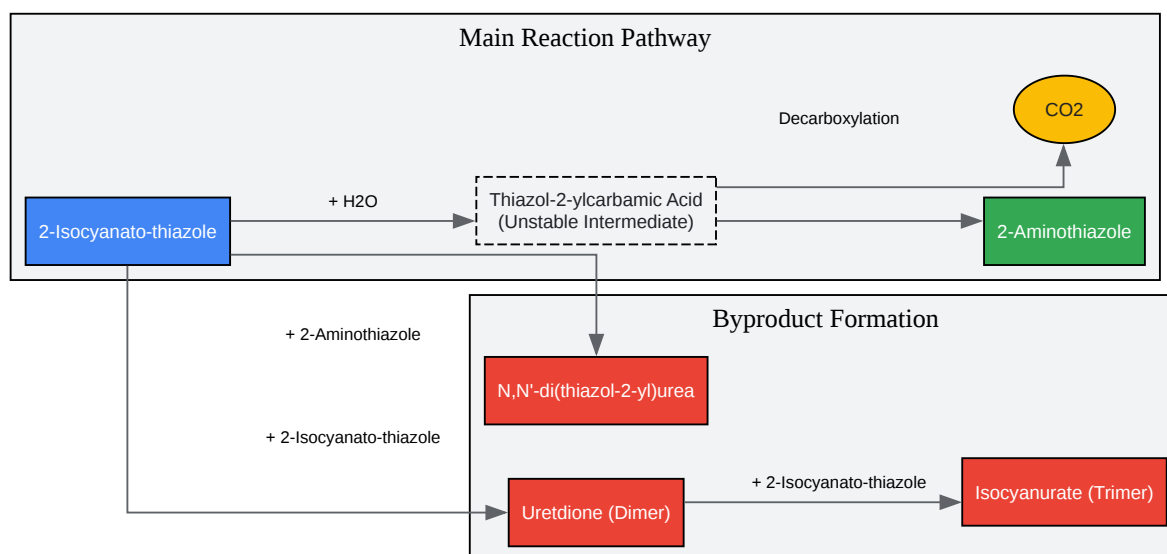 Main Reaction Pathway
CO2
Decarboxylation
+ H2O
Thiazol-2-ylcarbamic Acid
(Unstable Intermediate)
2-Isocyanato-thiazole
2-Aminothiazole
Byproduct Formation
+ 2-Aminothiazole
N,N'-di(thiazol-2-yl)urea
+ 2-Isocyanato-thiazole
+ 2-Isocyanato-thiazole
Uretdione (Dimer)
Isocyanurate (Trimer)